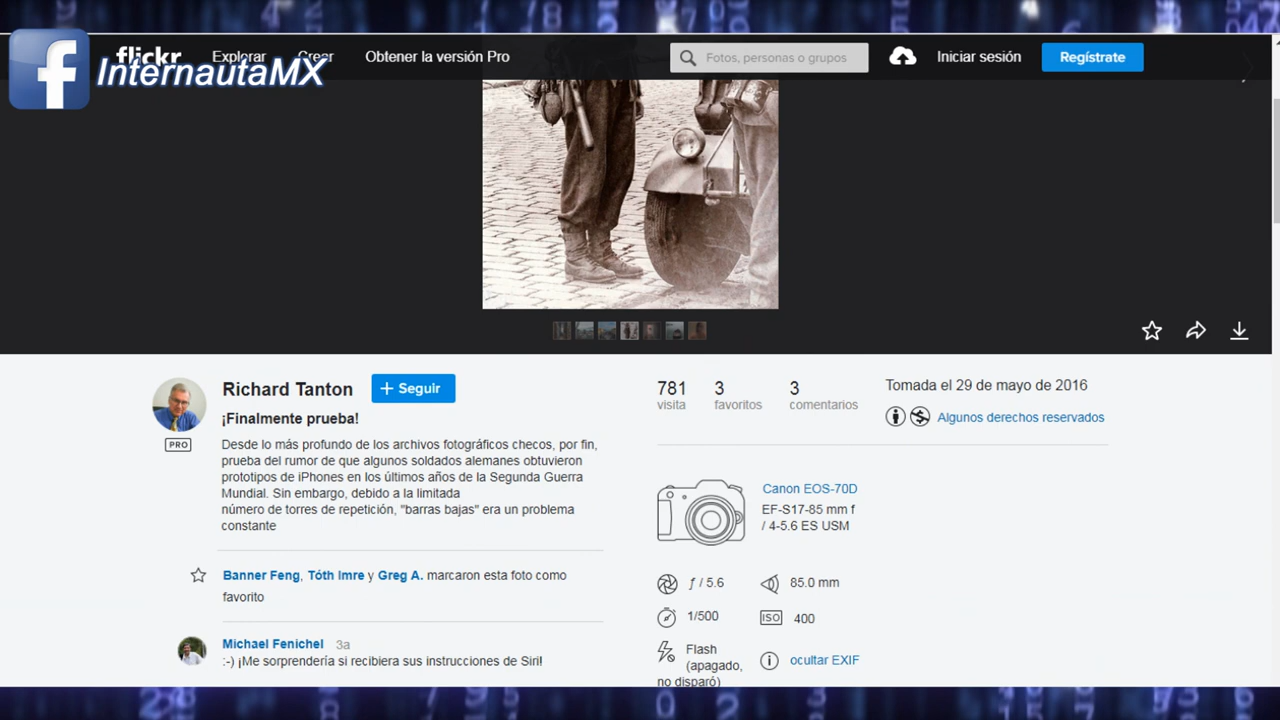 flickr Explorar Crear Obtener la versión Pro Fotos, personas o grupos Iniciar sesión Regístrate
InternautaMX
Richard Tanton + Seguir
PRO
¡Finalmente prueba!
Desde lo más profundo de los archivos fotográficos checos, por fin,
prueba del rumor de que algunos soldados alemanes obtuvieron
prototipos de iPhones en los últimos años de la Segunda Guerra
Mundial. Sin embargo, debido a la limitada
número de torres de repetición, "barras bajas" era un problema
constante
Banner Feng, Tóth Imre y Greg A. marcaron esta foto como
favorito
Michael Fenichel 3a
:-) ¡Me sorprendería si recibiera sus instrucciones de Siri!
781 3 3
visita favoritos comentarios
Tomada el 29 de mayo de 2016
Algunos derechos reservados
Canon EOS-70D
EF-S17-85 mm f
/ 4-5.6 ES USM
ƒ / 5.6 85.0 mm
1/500 ISO 400
Flash
(apagado,
no disparó)
ocultar EXIF